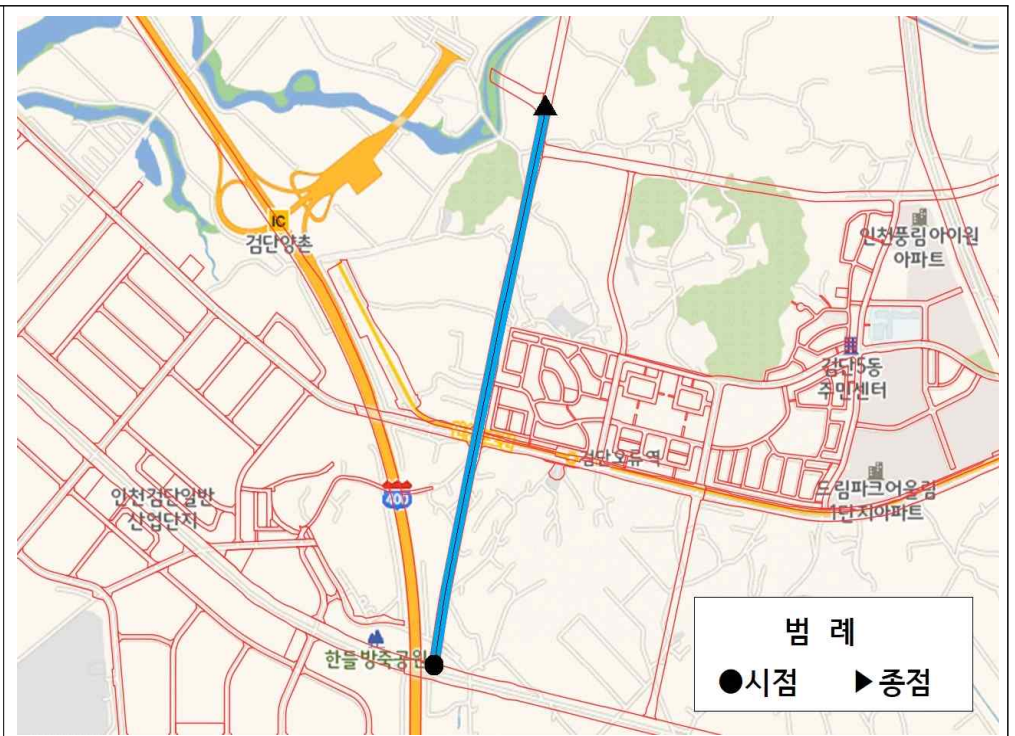 IC
검단양촌
인천풍림아이원
아파트
검단5동
주민센터
검단오류역
400
인천검단일반
산업단지
드림파크어울림
1단지아파트
한들방죽공원
범 례
●시점 ▶종점